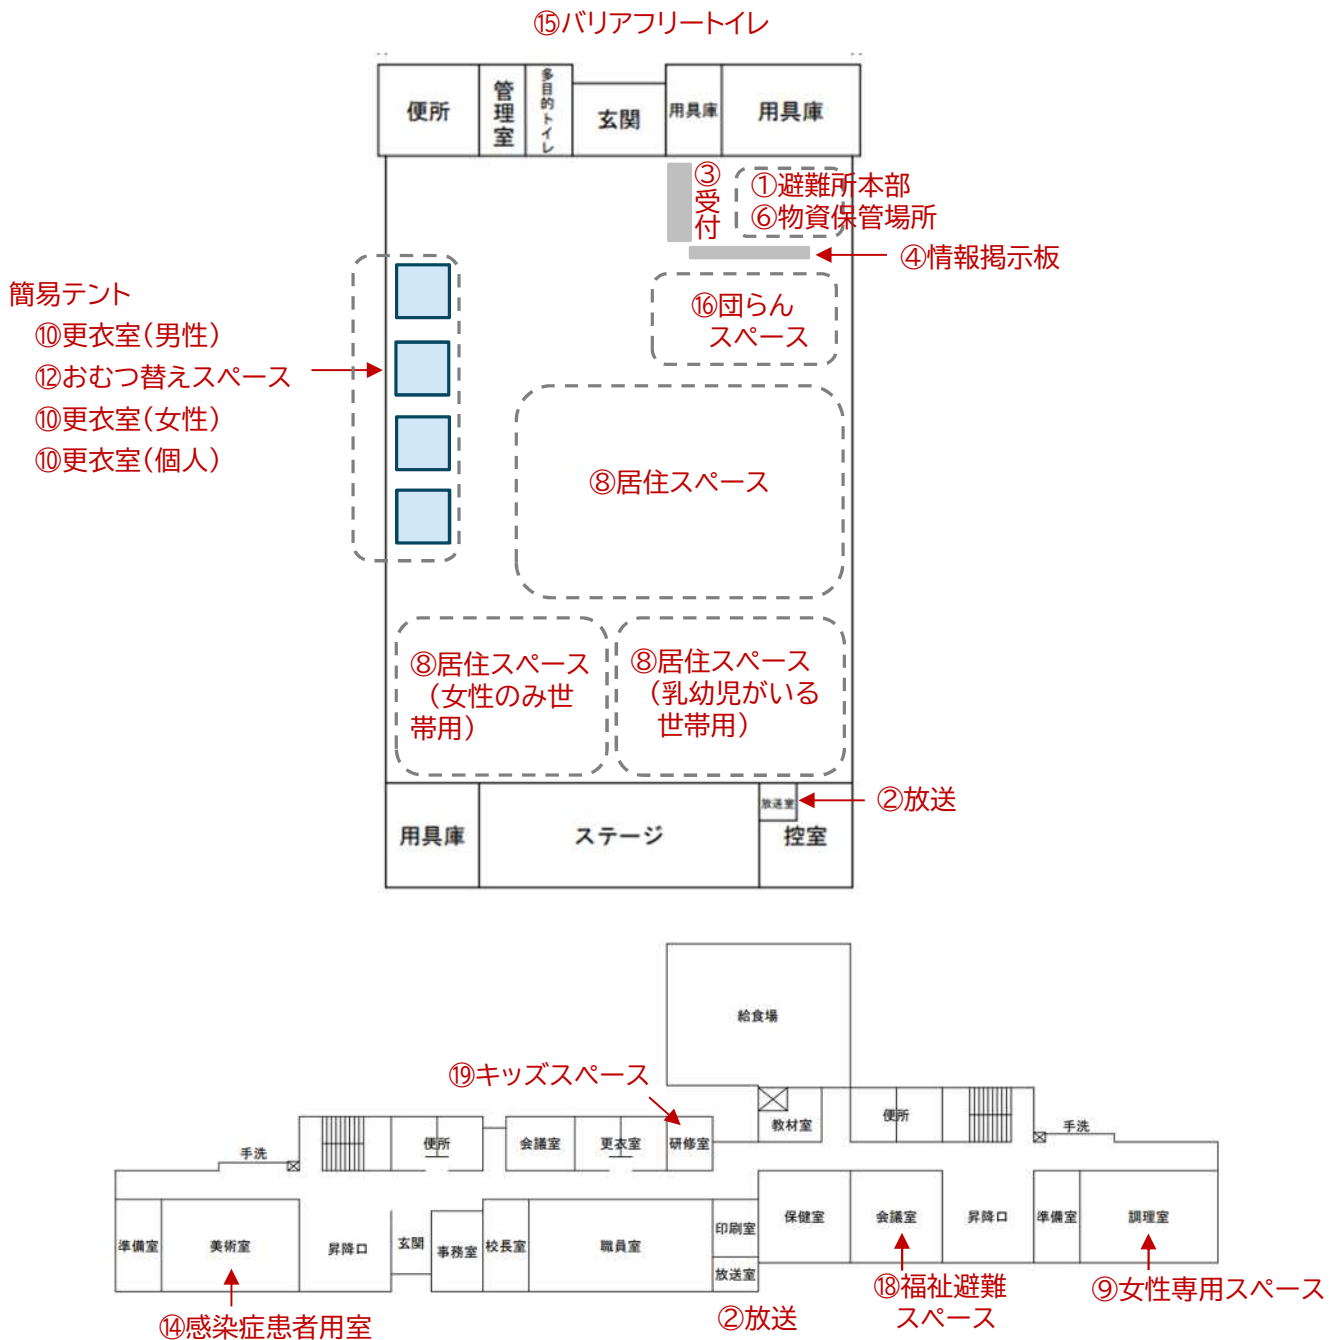 ⑮バリアフリートイレ
便所
管理室
多目的トイレ
玄関
用具庫
用具庫
③受付
①避難所本部
⑥物資保管場所
④情報掲示板
簡易テント
⑩更衣室（男性）
⑫おむつ替えスペース
⑩更衣室（女性）
⑩更衣室（個人）
⑯団らん
スペース
⑧居住スペース
⑧居住スペース
（女性のみ世
帯用）
⑧居住スペース
（乳幼児がいる
世帯用）
放送室
②放送
用具庫
ステージ
控室
給食場
⑲キッズスペース
教材室
便所
手洗
手洗
便所
会議室
更衣室
研修室
準備室
美術室
昇降口
玄関
事務室
校長室
職員室
印刷室
放送室
保健室
会議室
昇降口
準備室
調理室
⑭感染症患者用室
②放送
⑱福祉避難
スペース
⑨女性専用スペース